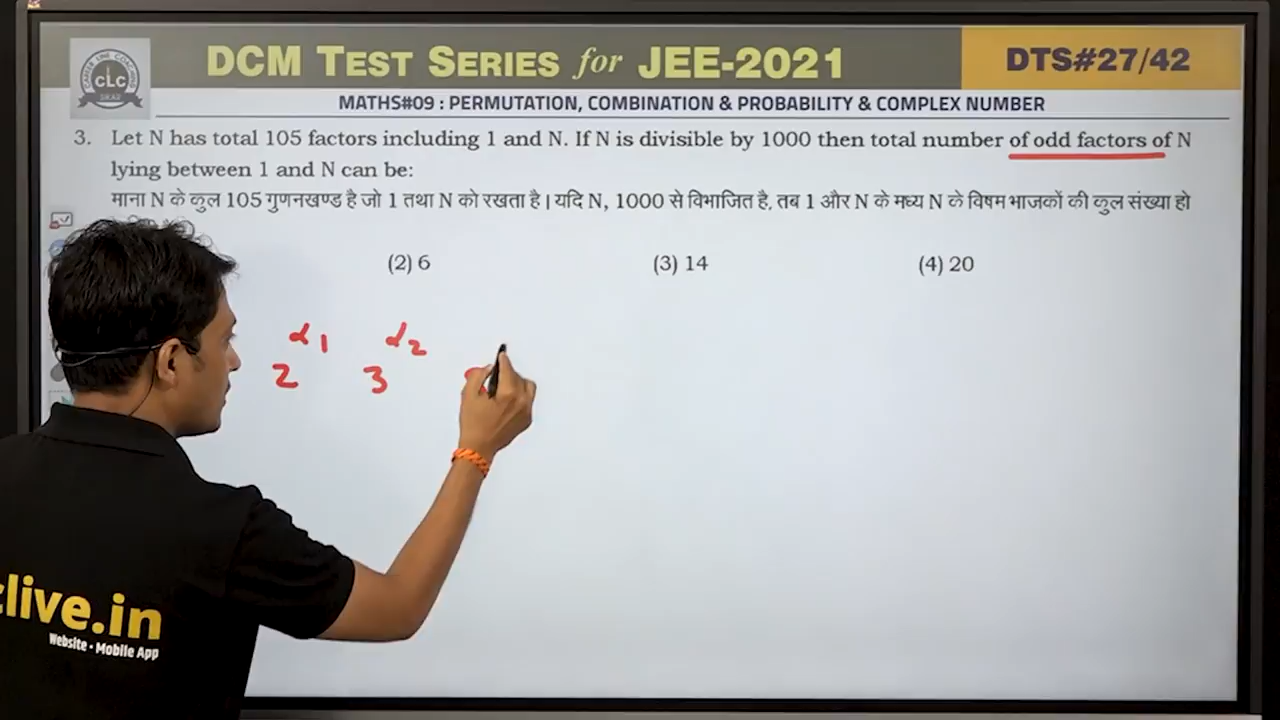 DCM TEST SERIES for JEE-2021
DTS#27/42
CLC
SIKAR
MATHS#09 : PERMUTATION, COMBINATION & PROBABILITY & COMPLEX NUMBER
3. Let N has total 105 factors including 1 and N. If N is divisible by 1000 then total number of odd factors of N
lying between 1 and N can be:
माना N के कुल 105 गुणनखण्ड है जो 1 तथा N को रखता है। यदि N, 1000 से विभाजित है, तब 1 और N के मध्य N के विषम भाजकों की कुल संख्या हो
(2) 6 (3) 14 (4) 20
α1 α2
2 3
live.in
Website • Mobile App